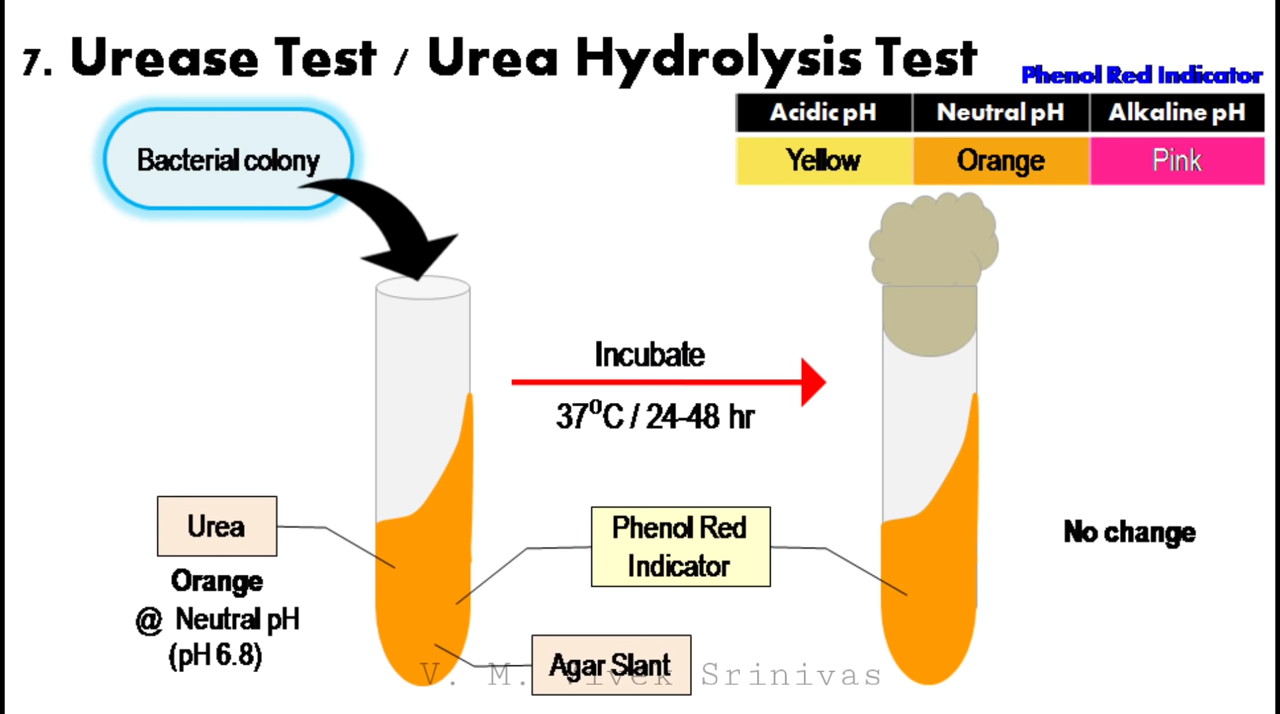 7. Urease Test / Urea Hydrolysis Test
Phenol Red Indicator
Acidic pH Neutral pH Alkaline pH
Yellow Orange Pink
Bacterial colony
Incubate
37⁰C / 24-48 hr
Urea
Orange
@ Neutral pH
(pH 6.8)
Phenol Red
Indicator
No change
Agar Slant
V. M. Vivek Srinivas